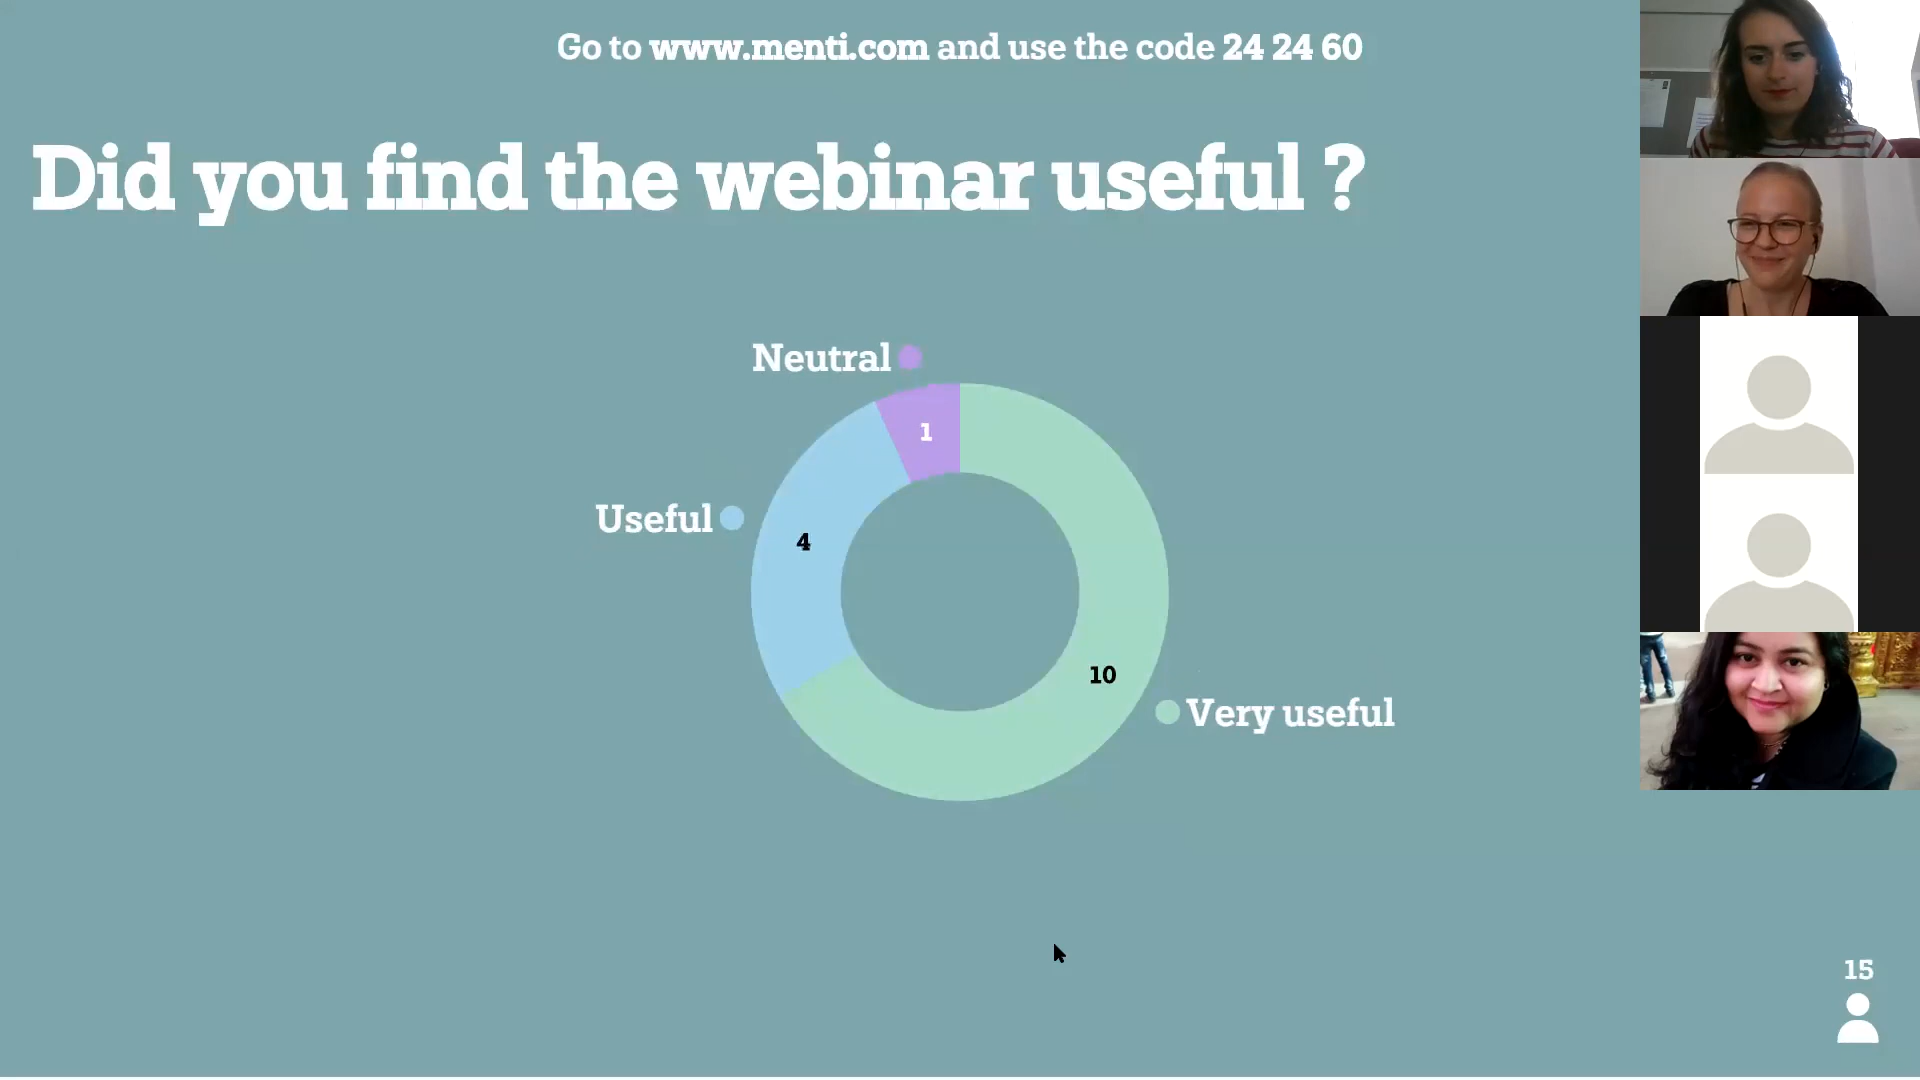 Go to www.menti.com and use the code 24 24 60
Did you find the webinar useful ?
Neutral
1
Useful
4
10
Very useful
15